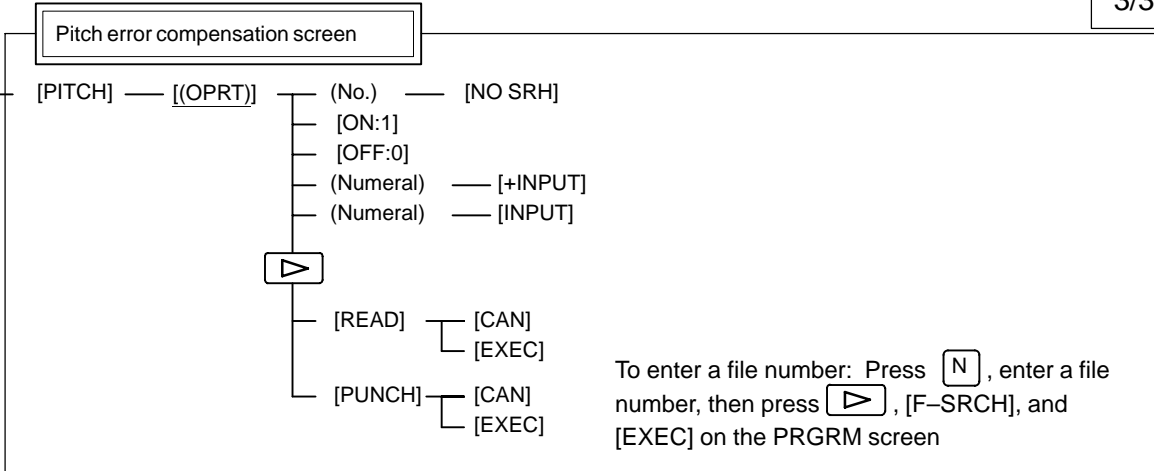 3/3
Pitch error compensation screen
[PITCH] [(OPRT)] (No.) [NO SRH]
[ON:1]
[OFF:0]
(Numeral) [+INPUT]
(Numeral) [INPUT]
[READ] [CAN]
[EXEC]
[PUNCH] [CAN]
[EXEC]
To enter a file number: Press N , enter a file
number, then press , [F–SRCH], and
[EXEC] on the PRGRM screen